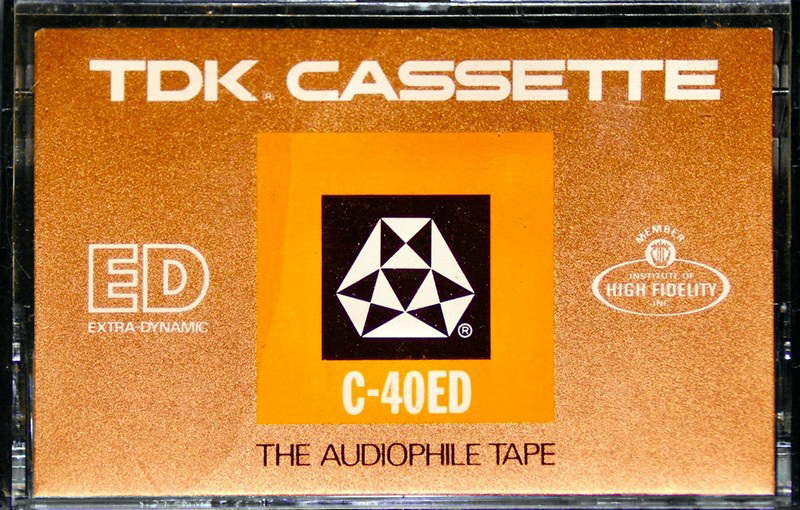 TDK® CASSETTE
ED
EXTRA-DYNAMIC
®
C-40ED
MEMBER
INSTITUTE OF
HIGH FIDELITY
INC.
THE AUDIOPHILE TAPE